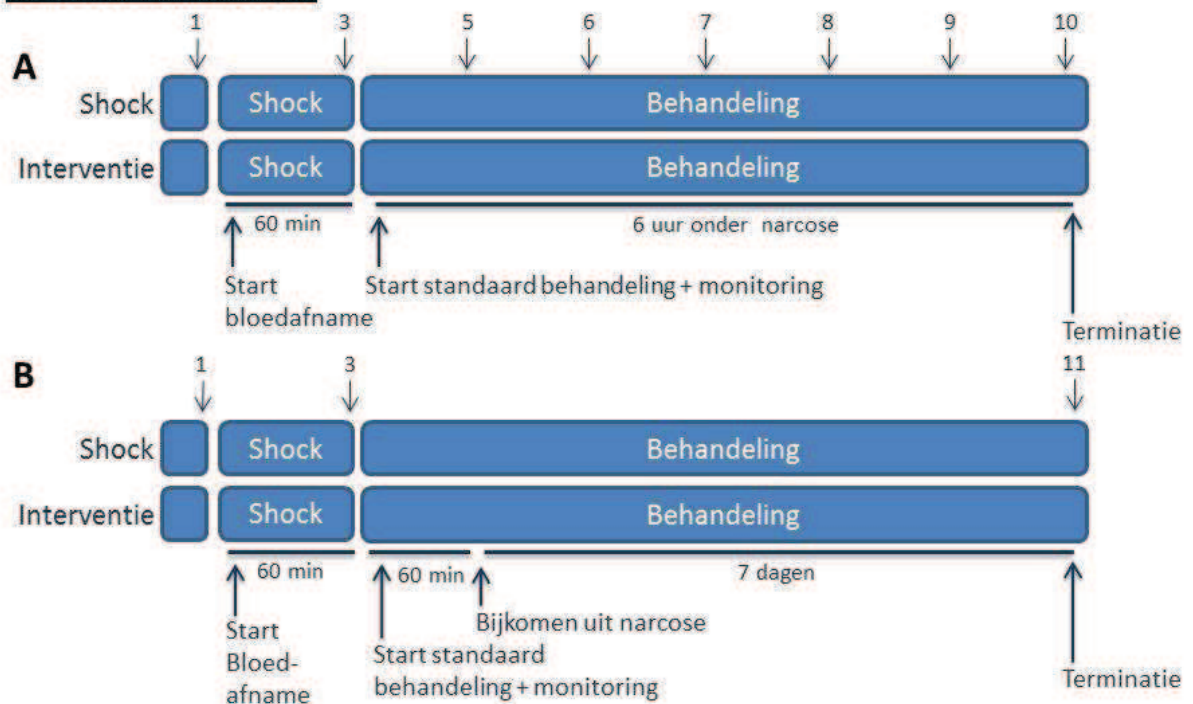 1 3 5 6 7 8 9 10
A
Shock Shock Behandeling
Interventie Shock Behandeling
60 min 6 uur onder narcose
Start
bloedafname
Start standaard behandeling + monitoring
Terminatie
B
1 3 11
Shock Shock Behandeling
Interventie Shock Behandeling
60 min 60 min 7 dagen
Start
Bloed-
afname
Bijkomen uit narcose
Start standaard
behandeling + monitoring
Terminatie